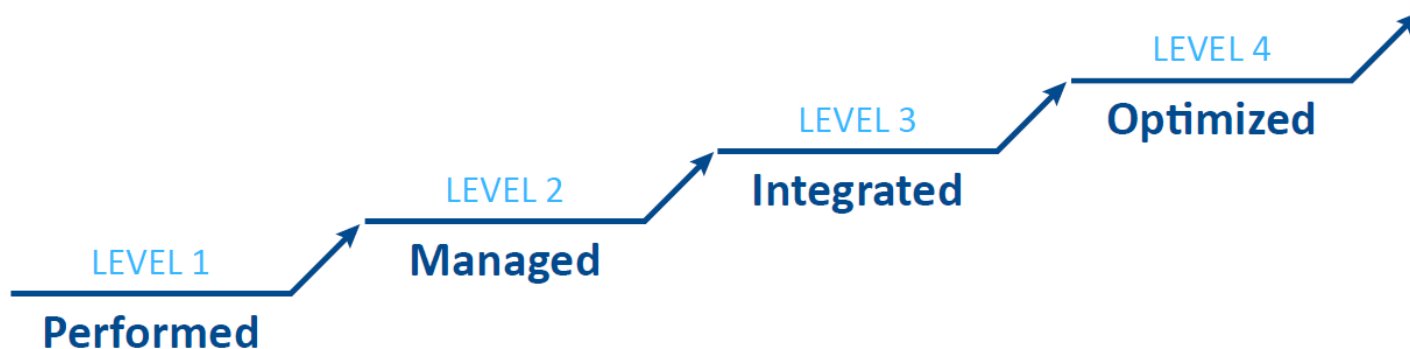 LEVEL 1
Performed
LEVEL 2
Managed
LEVEL 3
Integrated
LEVEL 4
Optimized